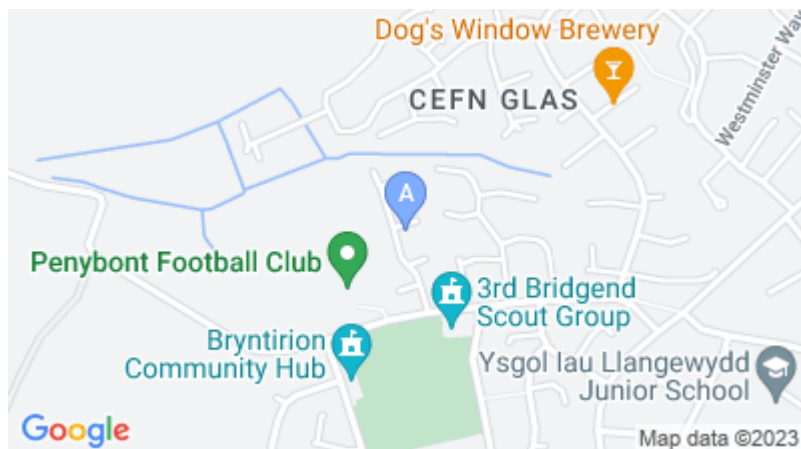 Dog's Window Brewery
CEFN GLAS
Westminster Way
A
Penybont Football Club
3rd Bridgend
Scout Group
Bryntirion
Community Hub
Ysgol Iau Llangewydd
Junior School
Google
Map data ©2023